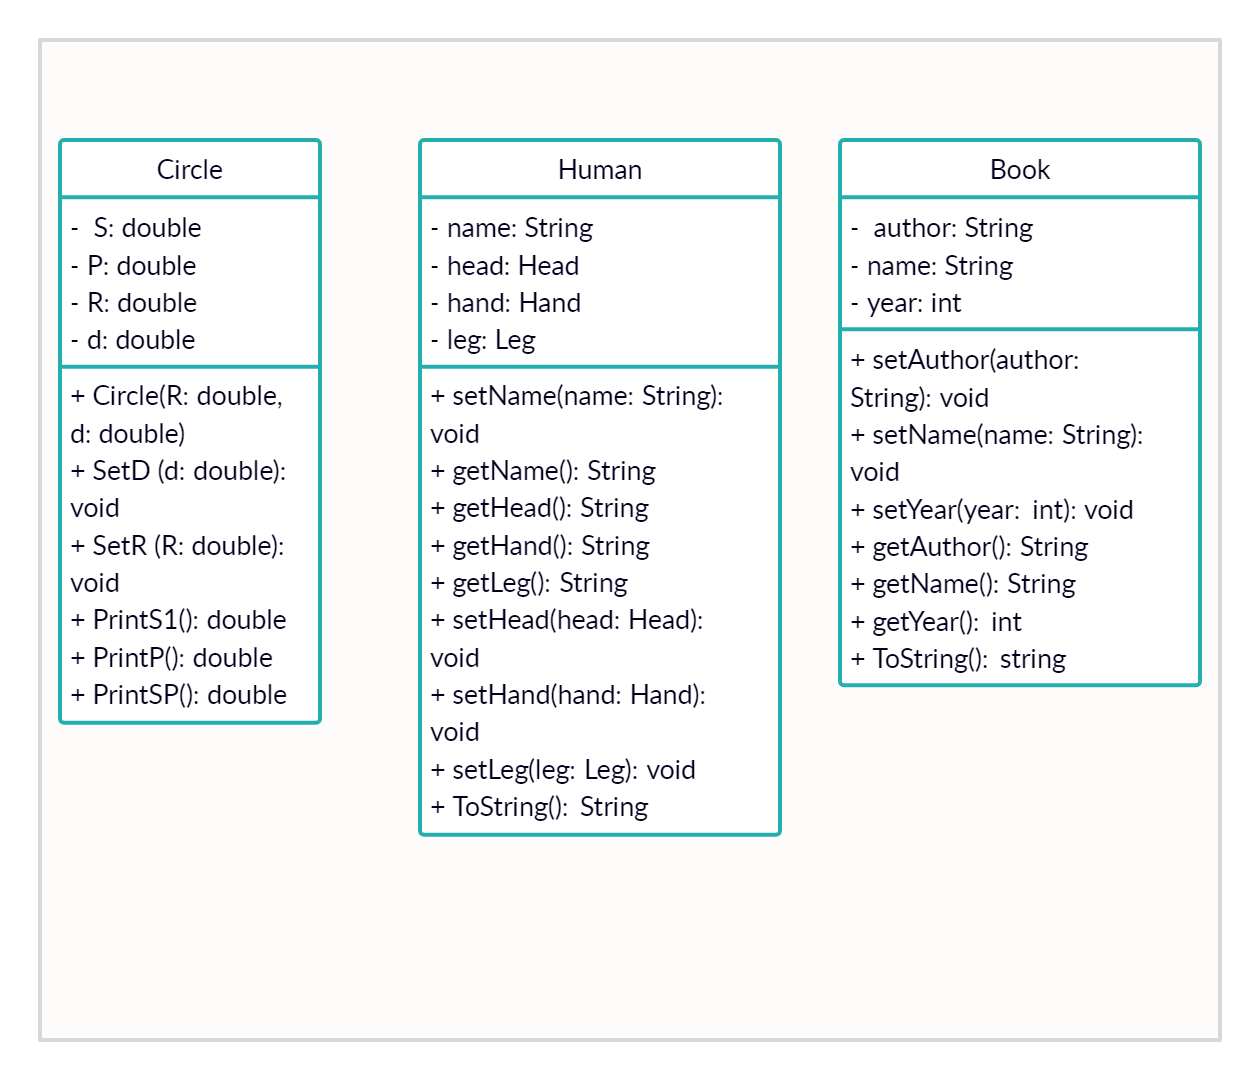 Circle
-  S: double
- P: double
- R: double
- d: double
+ Circle(R: double,
d: double)
+ SetD (d: double):
void
+ SetR (R: double):
void
+ PrintS1(): double
+ PrintP(): double
+ PrintSP(): double
Human
- name: String
- head: Head
- hand: Hand
- leg: Leg
+ setName(name: String):
void
+ getName(): String
+ getHead(): String
+ getHand(): String
+ getLeg(): String
+ setHead(head: Head):
void
+ setHand(hand: Hand):
void
+ setLeg(leg: Leg): void
+ ToString():  String
Book
-  author: String
- name: String
- year: int
+ setAuthor(author:
String): void
+ setName(name: String):
void
+ setYear(year:  int): void
+ getAuthor(): String
+ getName(): String
+ getYear():  int
+ ToString():  string